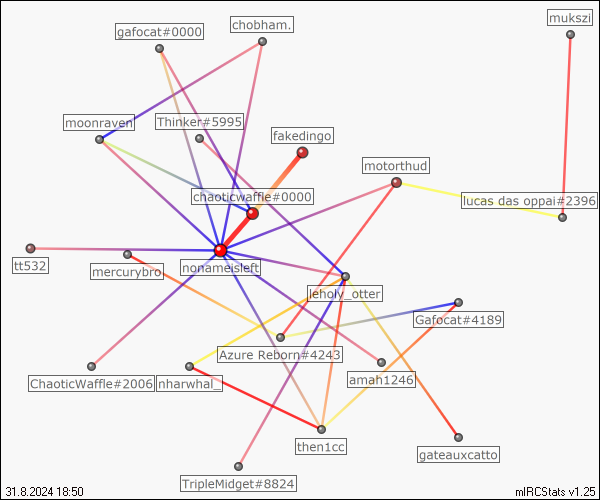 gafocat#0000
chobham.
mukszi
moonraven
Thinker#5995
fakedingo
motorthud
chaoticwaffle#0000
lucas das oppai#2396
tt532
mercurybro
nonameisleft
leholy_otter
Gafocat#4189
Azure Reborn#4243
ChaoticWaffle#2006
nharwhal_
amah1246
then1cc
gateauxcatto
TripleMidget#8824
31.8.2024 18:50
mIRCStats v1.25